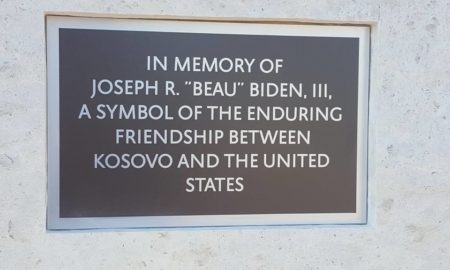 IN MEMORY OF
JOSEPH R. "BEAU" BIDEN, III,
A SYMBOL OF THE ENDURING
FRIENDSHIP BETWEEN
KOSOVO AND THE UNITED
STATES